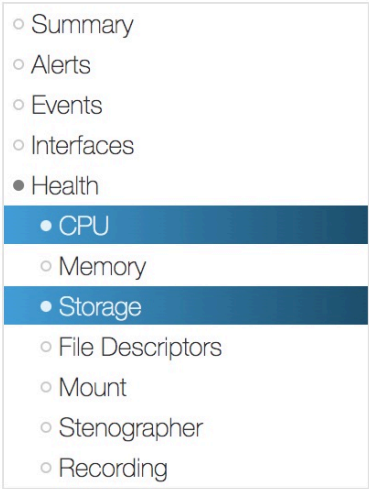 Summary
Alerts
Events
Interfaces
Health
CPU
Memory
Storage
File Descriptors
Mount
Stenographer
Recording